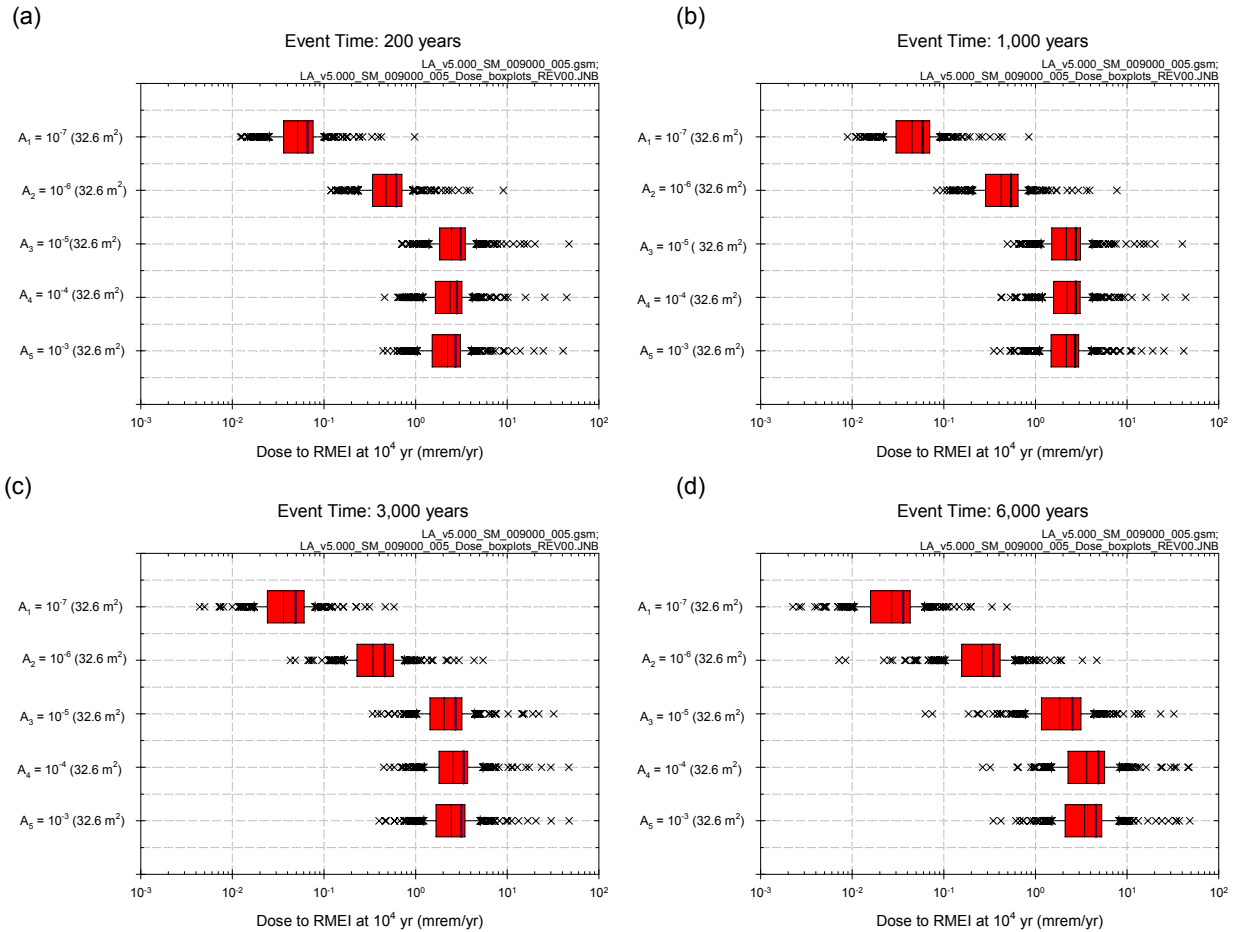 (a)
Event Time: 200 years
LA_v5.000_SM_009000_005.gsm;
LA_v5.000_SM_009000_005_Dose_boxplots_REV00.JNB
A₁ = 10⁻⁷ (32.6 m²)
A₂ = 10⁻⁶ (32.6 m²)
A₃ = 10⁻⁵(32.6 m²)
A₄ = 10⁻⁴ (32.6 m²)
A₅ = 10⁻³ (32.6 m²)
10⁻³ 10⁻² 10⁻¹ 10⁰ 10¹ 10²
Dose to RMEI at 10⁴ yr (mrem/yr)
(b)
Event Time: 1,000 years
LA_v5.000_SM_009000_005.gsm;
LA_v5.000_SM_009000_005_Dose_boxplots_REV00.JNB
A₁ = 10⁻⁷ (32.6 m²)
A₂ = 10⁻⁶ (32.6 m²)
A₃ = 10⁻⁵ ( 32.6 m²)
A₄ = 10⁻⁴ (32.6 m²)
A₅ = 10⁻³ (32.6 m²)
10⁻³ 10⁻² 10⁻¹ 10⁰ 10¹ 10²
Dose to RMEI at 10⁴ yr (mrem/yr)
(c)
Event Time: 3,000 years
LA_v5.000_SM_009000_005.gsm;
LA_v5.000_SM_009000_005_Dose_boxplots_REV00.JNB
A₁ = 10⁻⁷ (32.6 m²)
A₂ = 10⁻⁶ (32.6 m²)
A₃ = 10⁻⁵ (32.6 m²)
A₄ = 10⁻⁴ (32.6 m²)
A₅ = 10⁻³ (32.6 m²)
10⁻³ 10⁻² 10⁻¹ 10⁰ 10¹ 10²
Dose to RMEI at 10⁴ yr (mrem/yr)
(d)
Event Time: 6,000 years
LA_v5.000_SM_009000_005.gsm;
LA_v5.000_SM_009000_005_Dose_boxplots_REV00.JNB
A₁ = 10⁻⁷ (32.6 m²)
A₂ = 10⁻⁶ (32.6 m²)
A₃ = 10⁻⁵ (32.6 m²)
A₄ = 10⁻⁴ (32.6 m²)
A₅ = 10⁻³ (32.6 m²)
10⁻³ 10⁻² 10⁻¹ 10⁰ 10¹ 10²
Dose to RMEI at 10⁴ yr (mrem/yr)